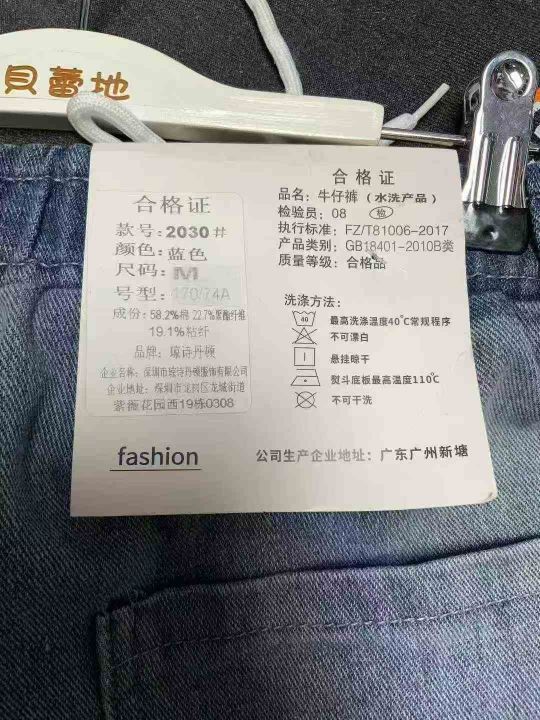 贝蕾地
合格证
款号：2030#
颜色：蓝色
尺码：M
号型：170/74A
成份：58.2%棉 22.7%聚酯纤维
19.1%粘纤
品牌：琼诗丹顿
企业名称：深圳市琼诗丹顿服饰有限公司
企业地址：深圳市龙岗区龙城街道
紫薇花园西19栋0308
fashion
合格证
品名：牛仔裤（水洗产品）
检验员：08 检
执行标准：FZ/T81006-2017
产品类别：GB18401-2010B类
质量等级：合格品
洗涤方法：
40 最高洗涤温度40℃常规程序
不可漂白
悬挂晾干
熨斗底板最高温度110℃
不可干洗
公司生产企业地址：广东广州新塘